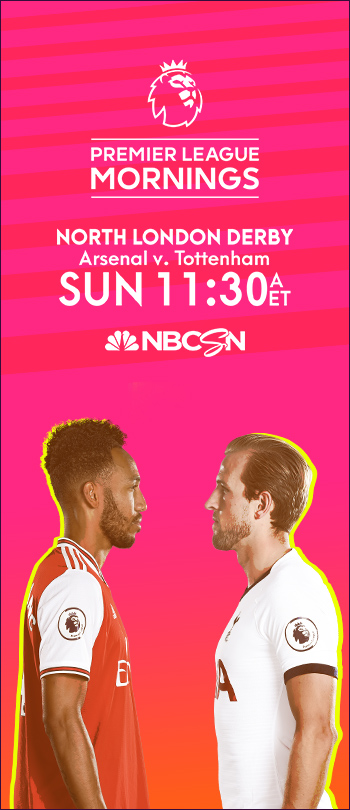 PREMIER LEAGUE
MORNINGS
NORTH LONDON DERBY
Arsenal v. Tottenham
SUN 11:30A ET
NBCSN